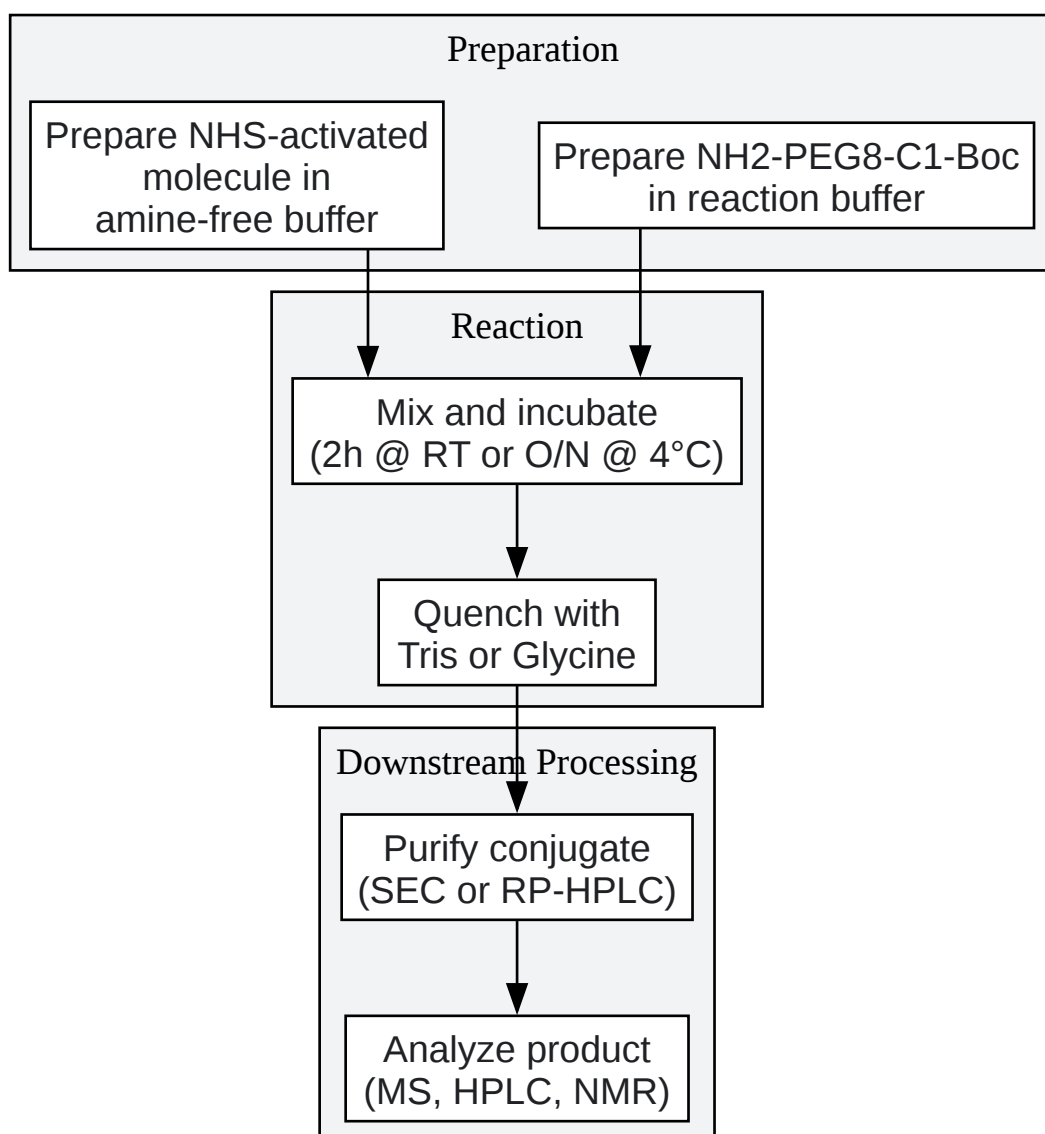 Preparation
Prepare NHS-activated
molecule in
amine-free buffer
Prepare NH2-PEG8-C1-Boc
in reaction buffer
Reaction
Mix and incubate
(2h @ RT or O/N @ 4°C)
Quench with
Tris or Glycine
Downstream Processing
Purify conjugate
(SEC or RP-HPLC)
Analyze product
(MS, HPLC, NMR)